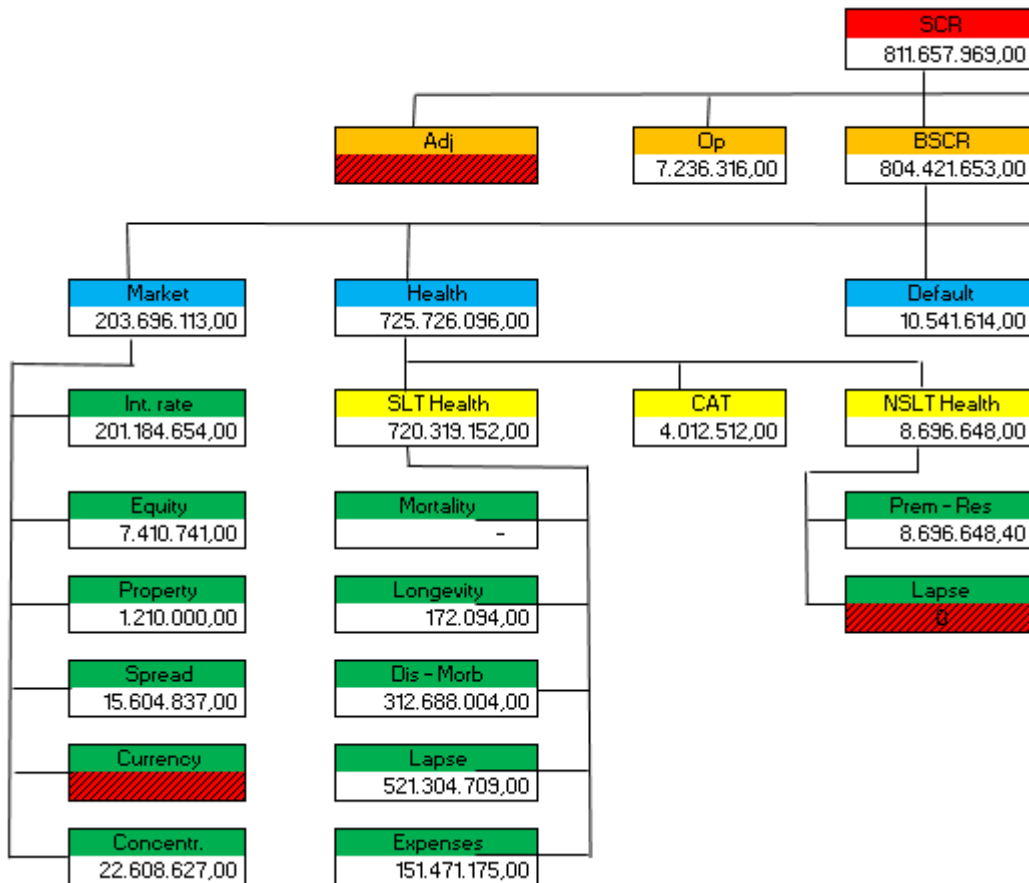 SCR
811.657.969,00
Adj
Op
7.236.316,00
BSCR
804.421.653,00
Market
203.696.113,00
Health
725.726.096,00
Default
10.541.614,00
Int. rate
201.184.654,00
SLT Health
720.319.152,00
CAT
4.012.512,00
NSLT Health
8.696.648,00
Equity
7.410.741,00
Mortality
-
Prem - Res
8.696.648,40
Property
1.210.000,00
Longevity
172.094,00
Lapse
0
Spread
15.604.837,00
Dis - Morb
312.688.004,00
Currency
Lapse
521.304.709,00
Concentr.
22.608.627,00
Expenses
151.471.175,00